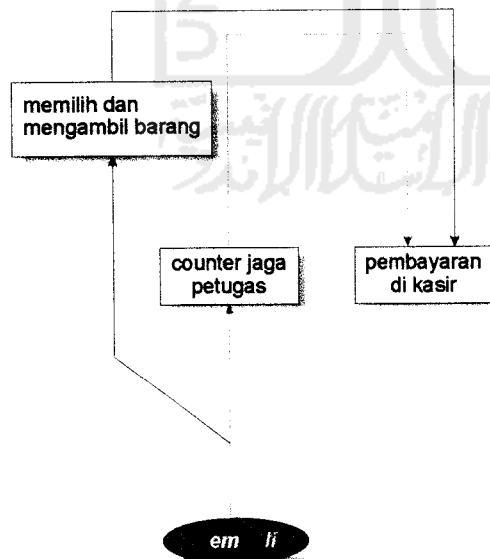 memilih dan
mengambil barang
counter jaga
petugas
pembayaran
di kasir